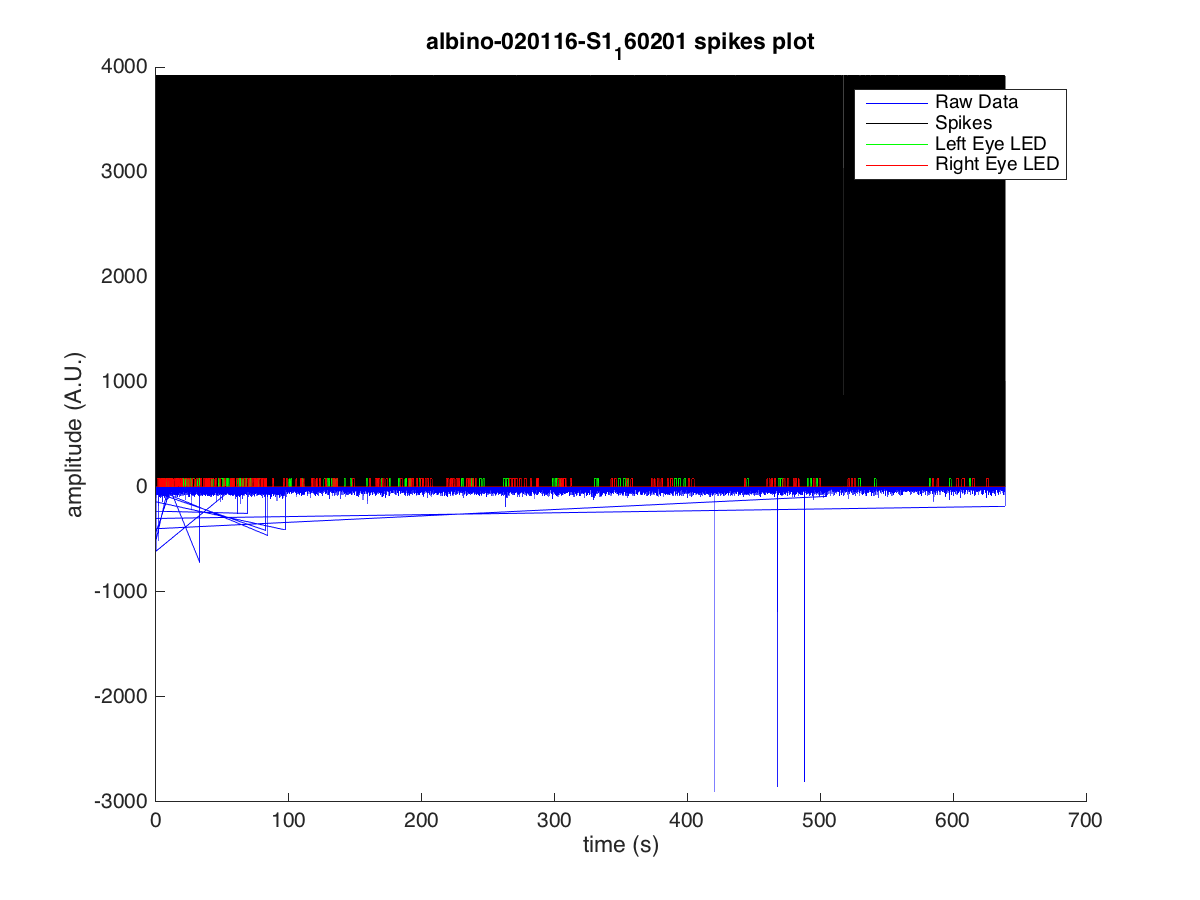 albino-020116-S1₁60201 spikes plot
4000
3000
2000
1000
0
-1000
-2000
-3000
amplitude (A.U.)
Raw Data
Spikes
Left Eye LED
Right Eye LED
0 100 200 300 400 500 600 700
time (s)